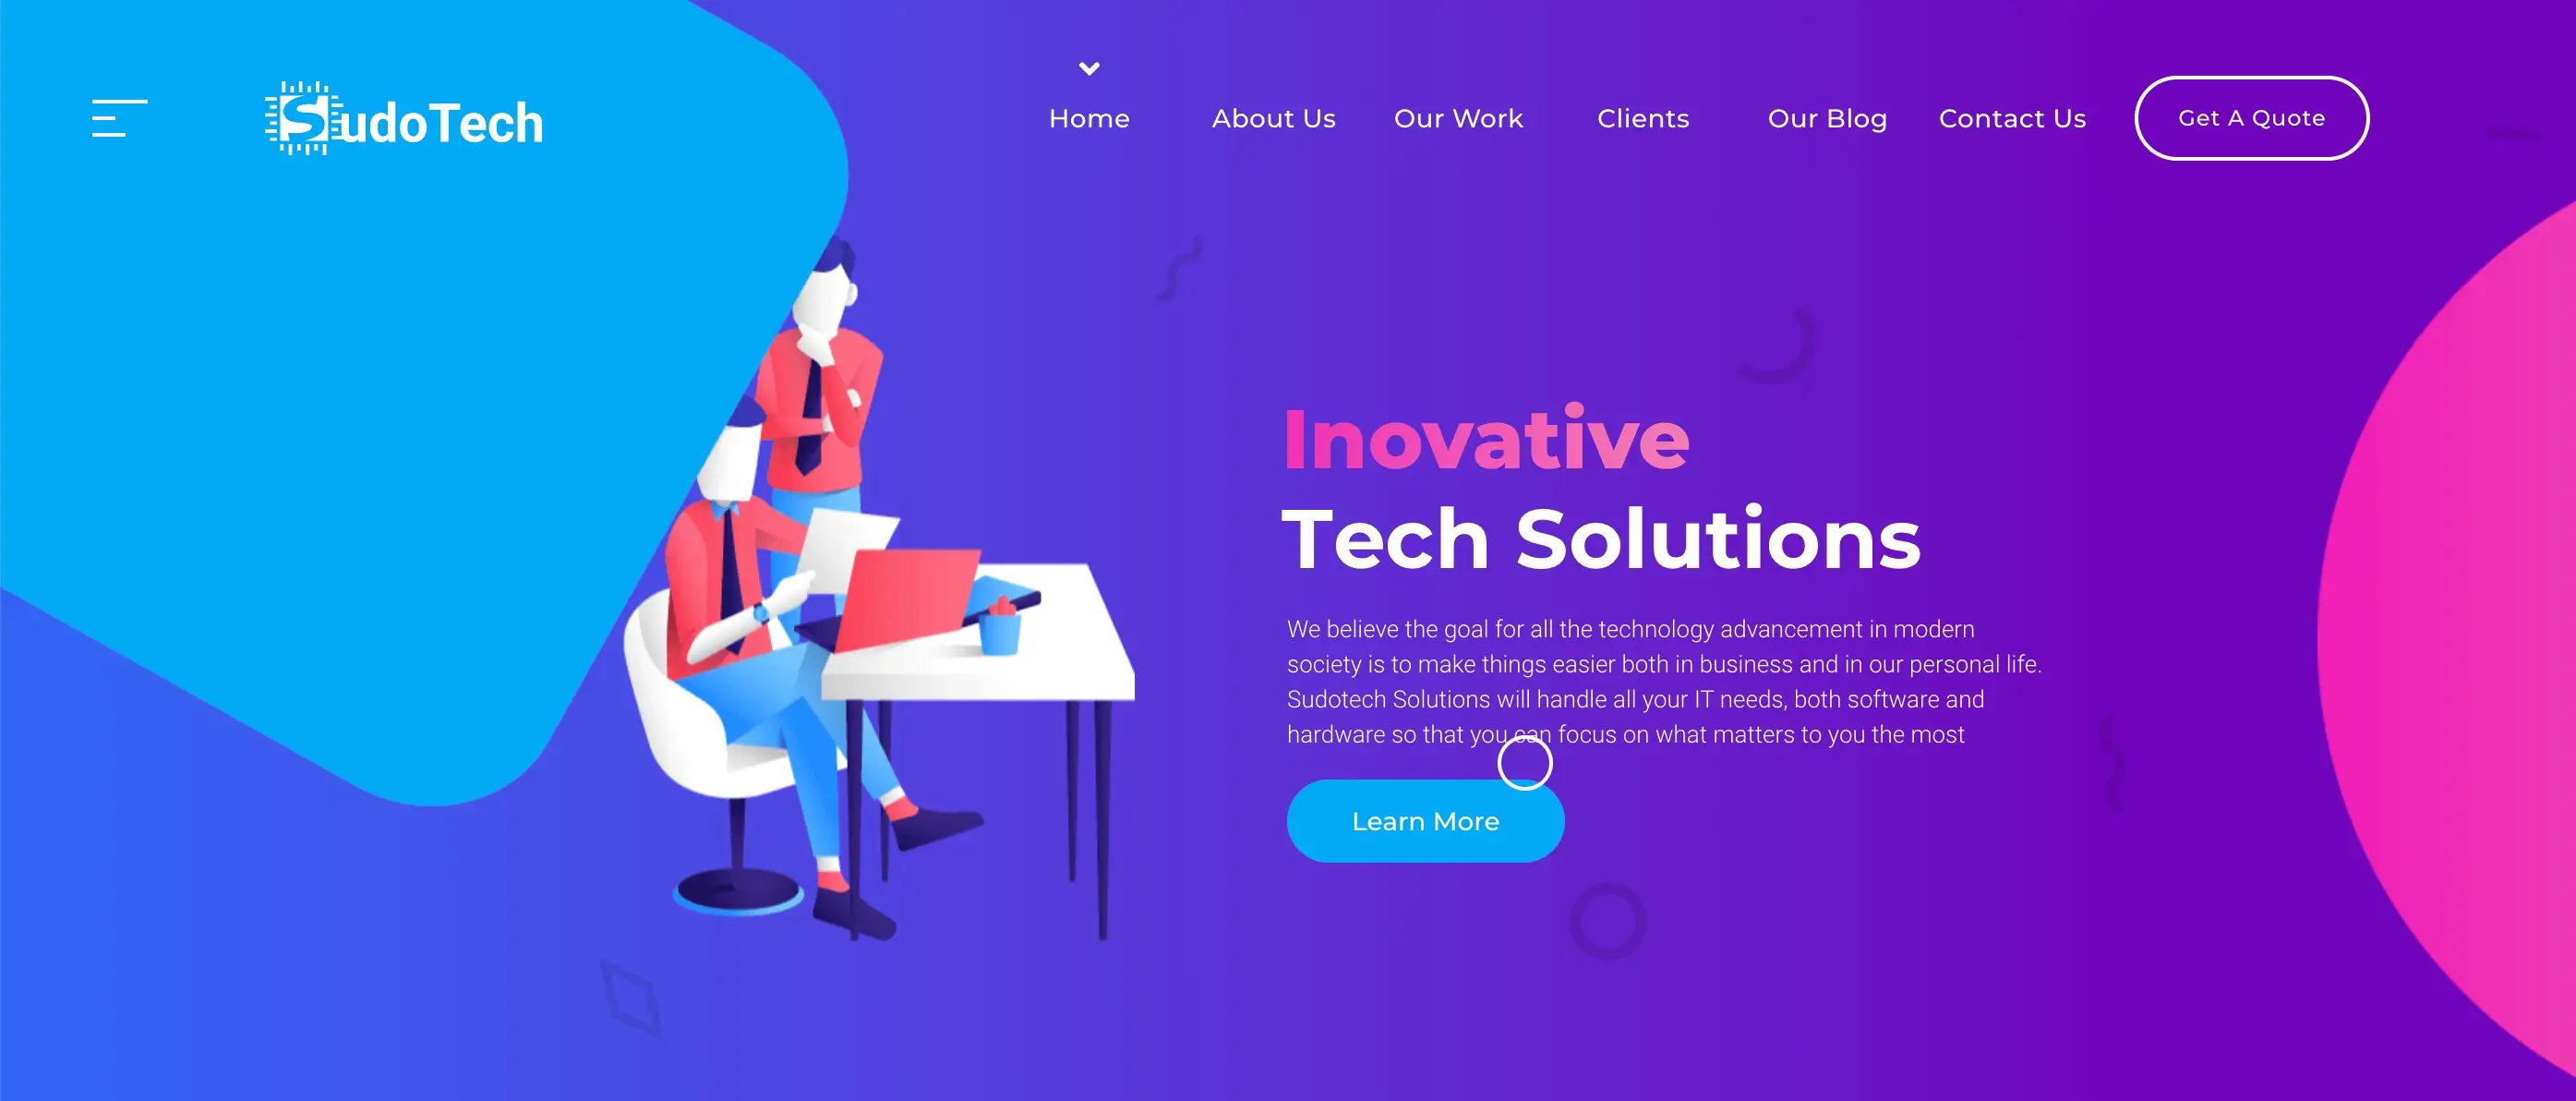 SudoTech
Home About Us Our Work Clients Our Blog Contact Us Get A Quote
Inovative
Tech Solutions
We believe the goal for all the technology advancement in modern
society is to make things easier both in business and in our personal life.
Sudotech Solutions will handle all your IT needs, both software and
hardware so that you can focus on what matters to you the most
Learn More